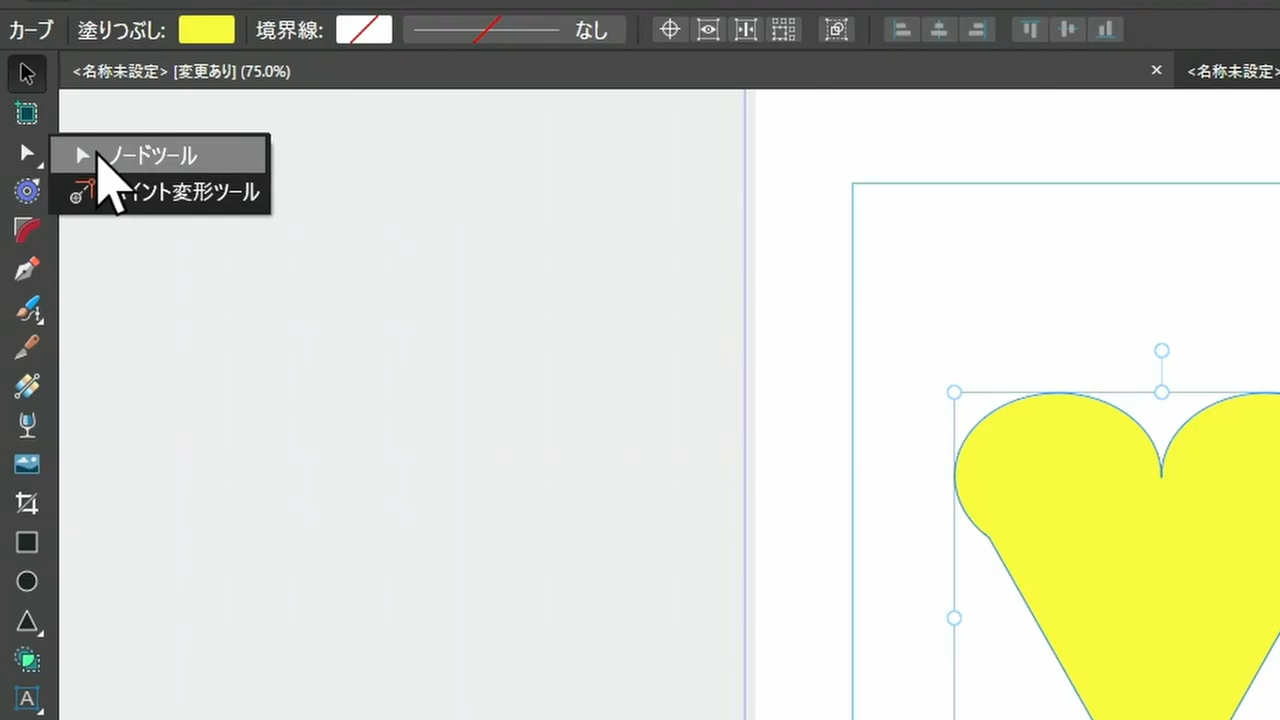 カーブ 塗りつぶし: 境界線: なし
<名称未設定> [変更あり] (75.0%) × <名称未設定>
ノードツール
イント変形ツール
A